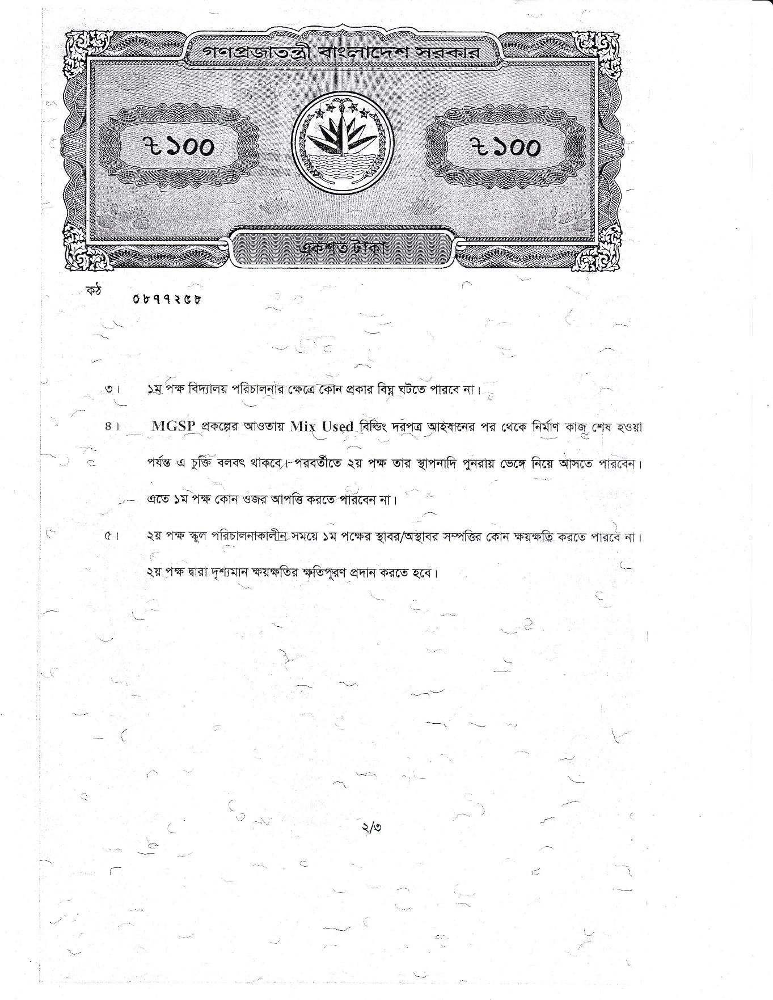 গণপ্রজাতন্ত্রী বাংলাদেশ সরকার
৳ ১০০
৳ ১০০
একশত টাকা
কঠ
০৮৭৭২৫৮
৩। ১ম পক্ষ বিদ্যালয় পরিচালনার ক্ষেত্রে কোন প্রকার বিঘ্ন ঘটতে পারবে না।
৪। MGSP প্রকল্পের আওতায় Mix Used বিল্ডিং দরপত্র আহবানের পর থেকে নির্মাণ কাজ শেষ হওয়া
পর্যন্ত এ চুক্তি বলবৎ থাকবে। পরবর্তীতে ২য় পক্ষ তার স্থাপনাদি পুনরায় ভেঙ্গে নিয়ে আসতে পারবেন।
এতে ১ম পক্ষ কোন ওজর আপত্তি করতে পারবেন না।
৫। ২য় পক্ষ স্কুল পরিচালনাকালীন সময়ে ১ম পক্ষের স্থাবর/অস্থাবর সম্পত্তির কোন ক্ষয়ক্ষতি করতে পারবে না।
২য় পক্ষ দ্বারা দৃশ্যমান ক্ষয়ক্ষতির ক্ষতিপূরণ প্রদান করতে হবে।
২/৩